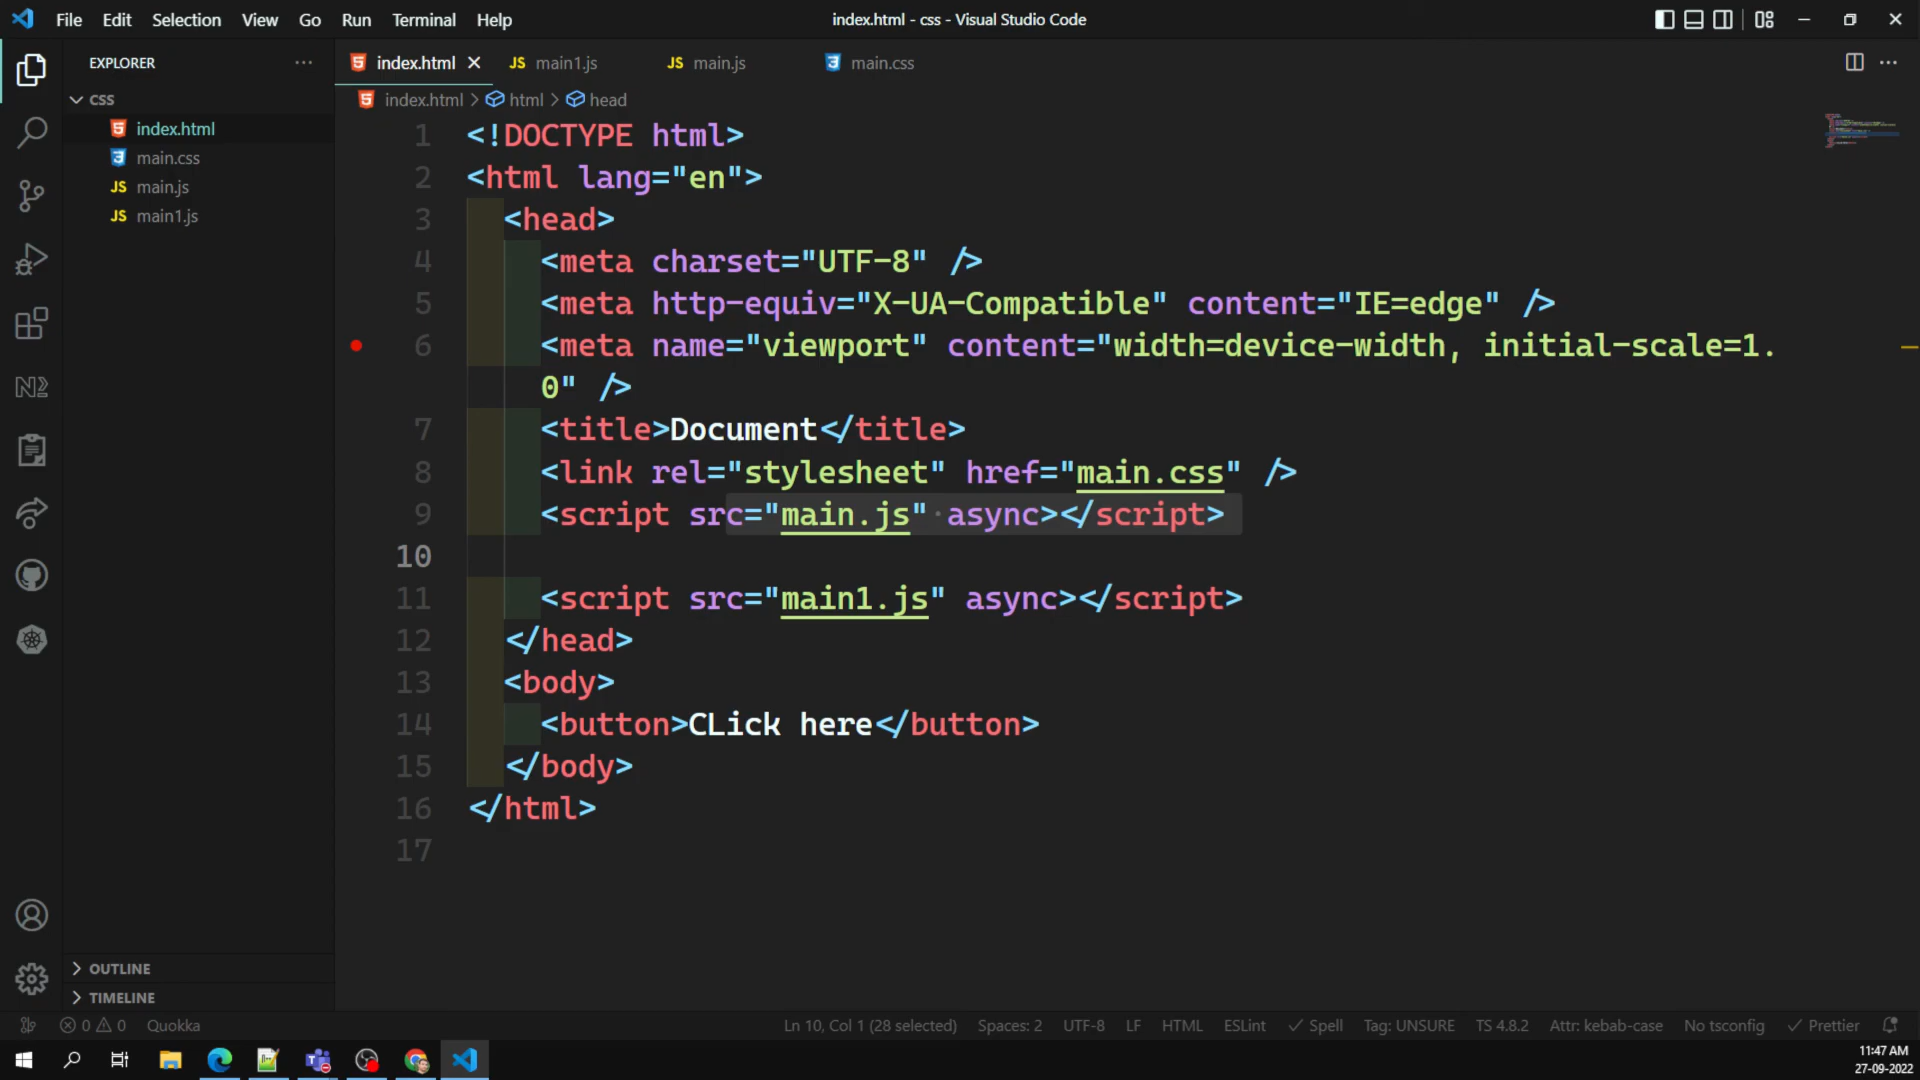 File Edit Selection View Go Run Terminal Help
index.html - css - Visual Studio Code
EXPLORER
index.html
JS main1.js
JS main.js
main.css
index.html > html > head
CSS
index.html
main.css
JS main.js
JS main1.js
1 <!DOCTYPE html>
2 <html lang="en">
3 <head>
4 <meta charset="UTF-8" />
5 <meta http-equiv="X-UA-Compatible" content="IE=edge" />
6 <meta name="viewport" content="width=device-width, initial-scale=1.
0" />
7 <title>Document</title>
8 <link rel="stylesheet" href="main.css" />
9 <script src="main.js" async></script>
10
11 <script src="main1.js" async></script>
12 </head>
13 <body>
14 <button>CLick here</button>
15 </body>
16 </html>
17
OUTLINE
TIMELINE
0 0 Quokka
Ln 10, Col 1 (28 selected) Spaces: 2 UTF-8 LF HTML ESLint Spell Tag: UNSURE TS 4.8.2 Attr: kebab-case No tsconfig Prettier
11:47 AM
27-09-2022